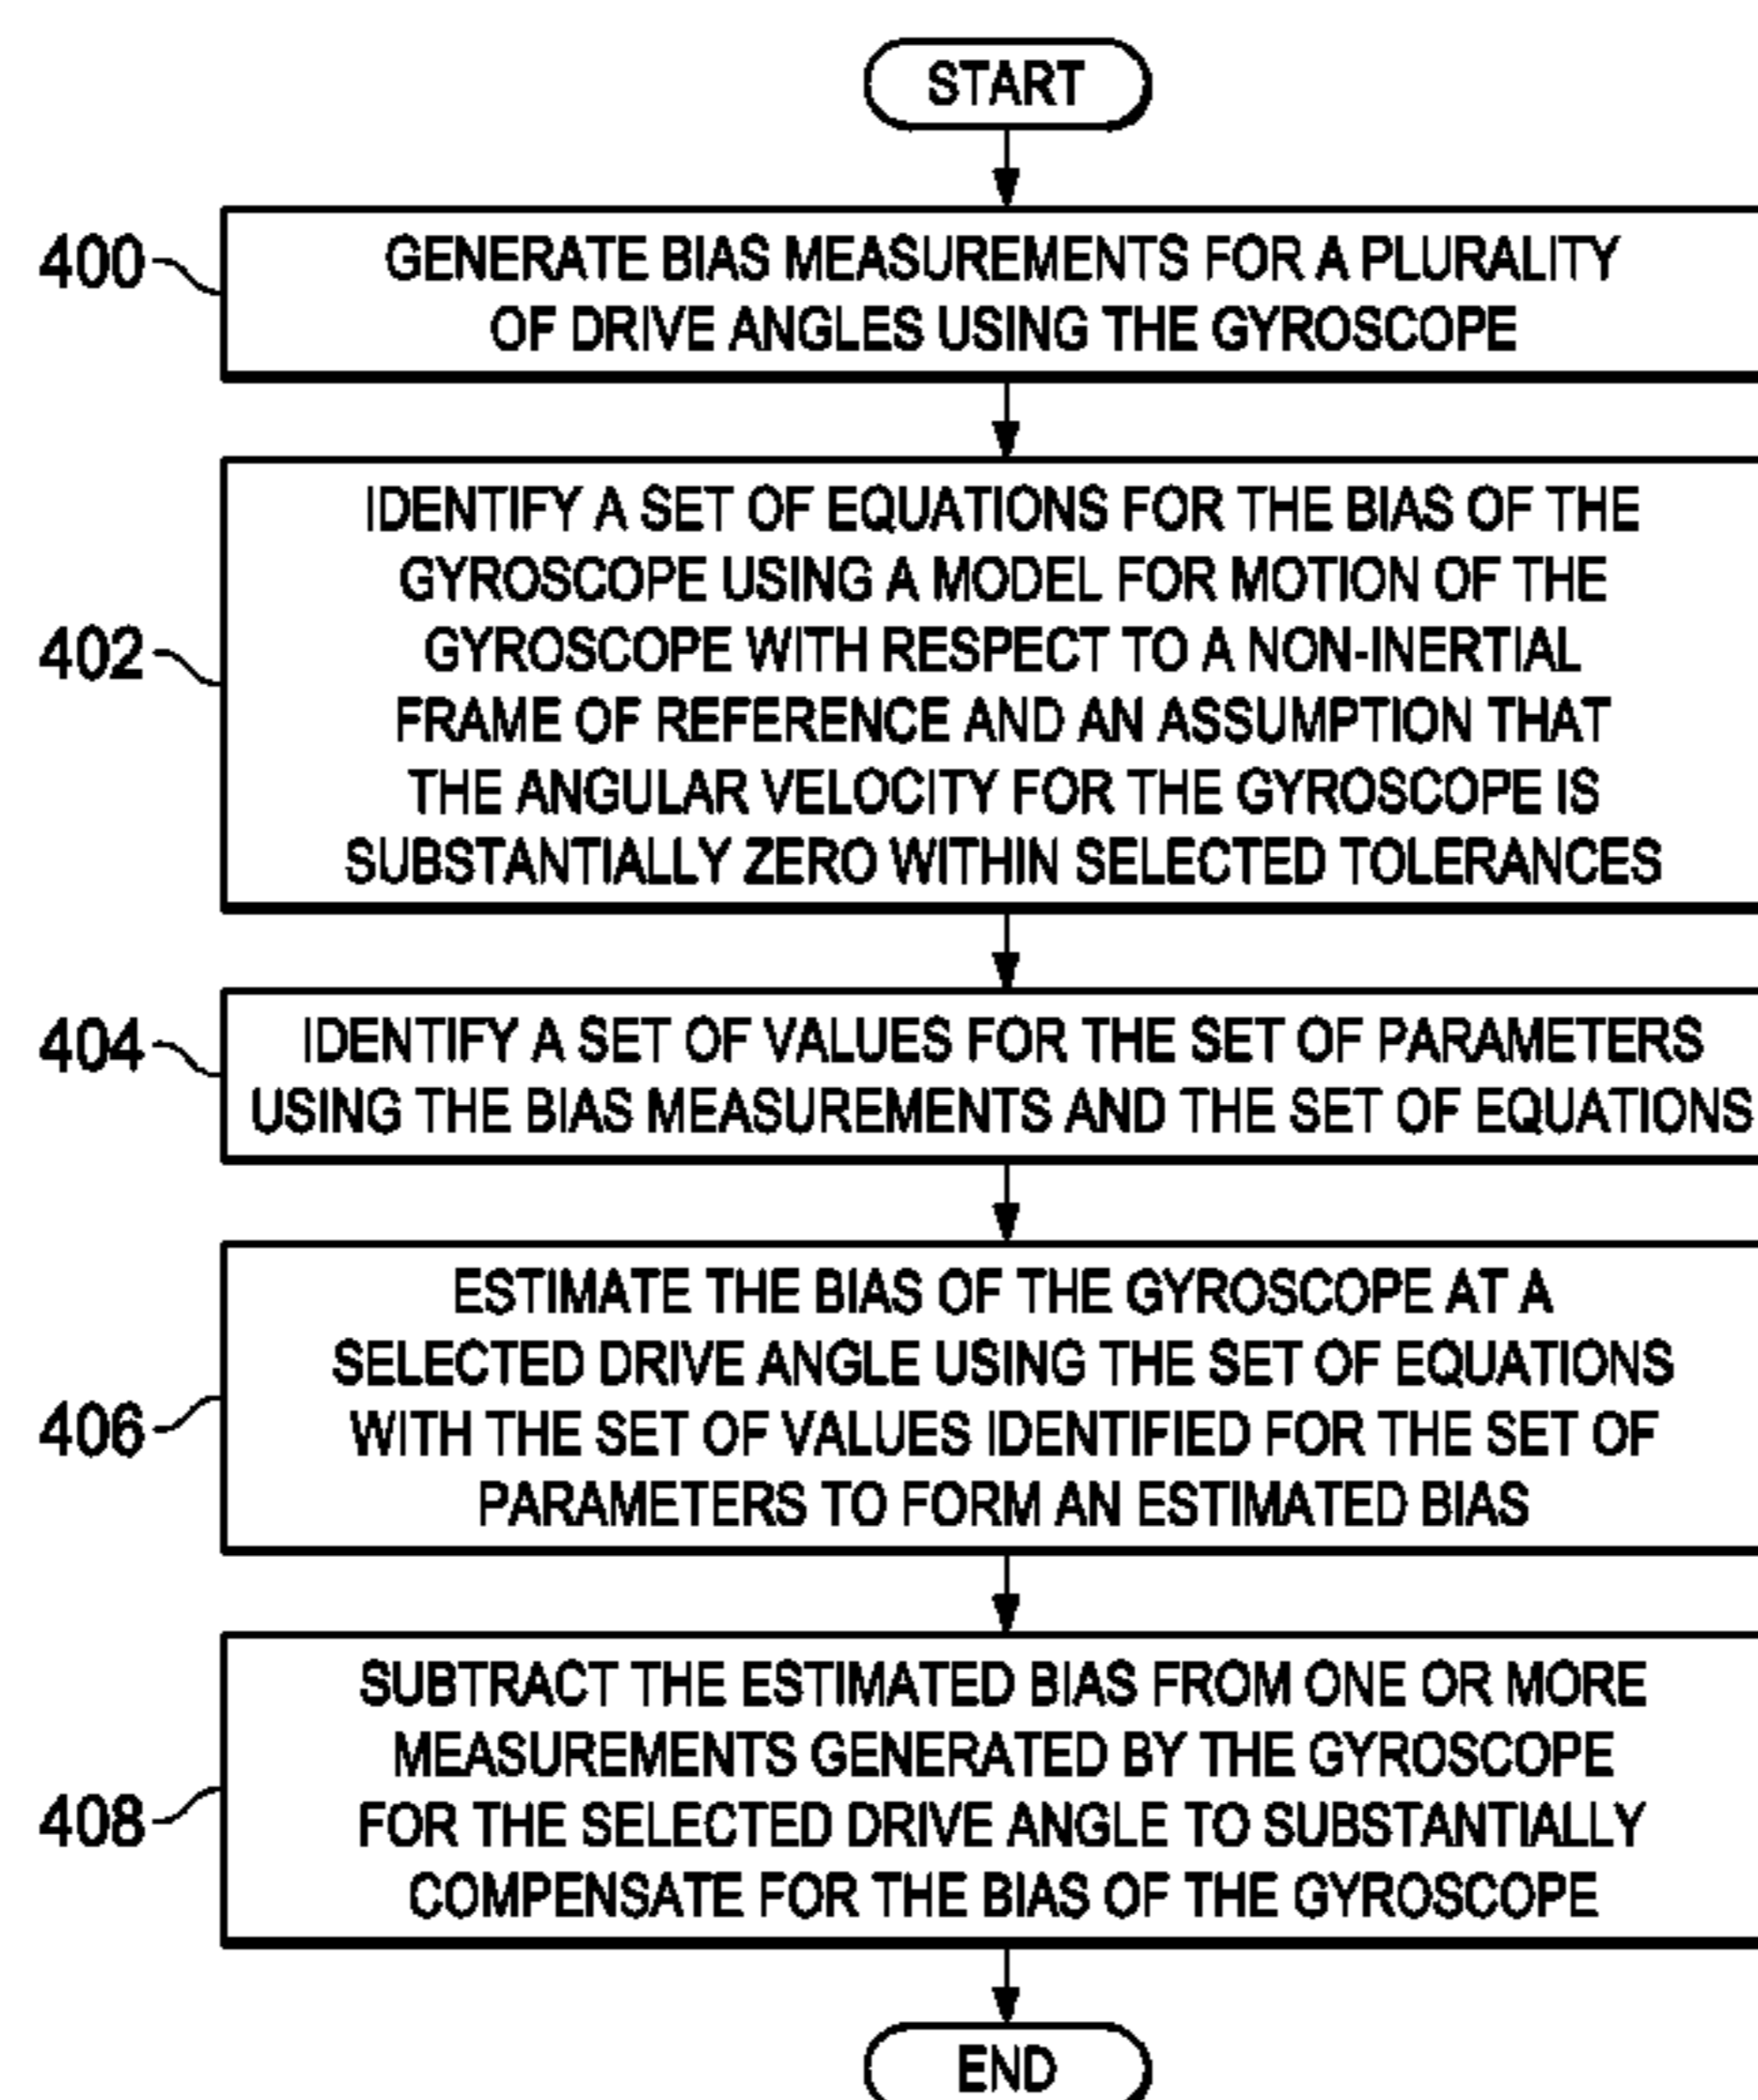 START
400
GENERATE BIAS MEASUREMENTS FOR A PLURALITY
OF DRIVE ANGLES USING THE GYROSCOPE
402
IDENTIFY A SET OF EQUATIONS FOR THE BIAS OF THE
GYROSCOPE USING A MODEL FOR MOTION OF THE
GYROSCOPE WITH RESPECT TO A NON-INERTIAL
FRAME OF REFERENCE AND AN ASSUMPTION THAT
THE ANGULAR VELOCITY FOR THE GYROSCOPE IS
SUBSTANTIALLY ZERO WITHIN SELECTED TOLERANCES
404
IDENTIFY A SET OF VALUES FOR THE SET OF PARAMETERS
USING THE BIAS MEASUREMENTS AND THE SET OF EQUATIONS
406
ESTIMATE THE BIAS OF THE GYROSCOPE AT A
SELECTED DRIVE ANGLE USING THE SET OF EQUATIONS
WITH THE SET OF VALUES IDENTIFIED FOR THE SET OF
PARAMETERS TO FORM AN ESTIMATED BIAS
408
SUBTRACT THE ESTIMATED BIAS FROM ONE OR MORE
MEASUREMENTS GENERATED BY THE GYROSCOPE
FOR THE SELECTED DRIVE ANGLE TO SUBSTANTIALLY
COMPENSATE FOR THE BIAS OF THE GYROSCOPE
END